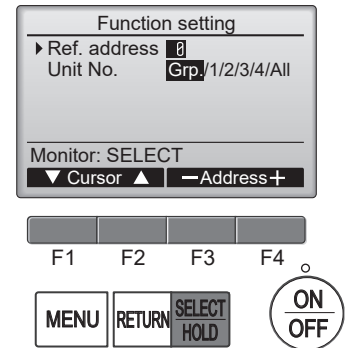 Function setting
Ref. address 0
Unit No. Grp./1/2/3/4/All
Monitor: SELECT
▼ Cursor ▲ −Address+
F1 F2 F3 F4
MENU RETURN SELECT HOLD ON OFF